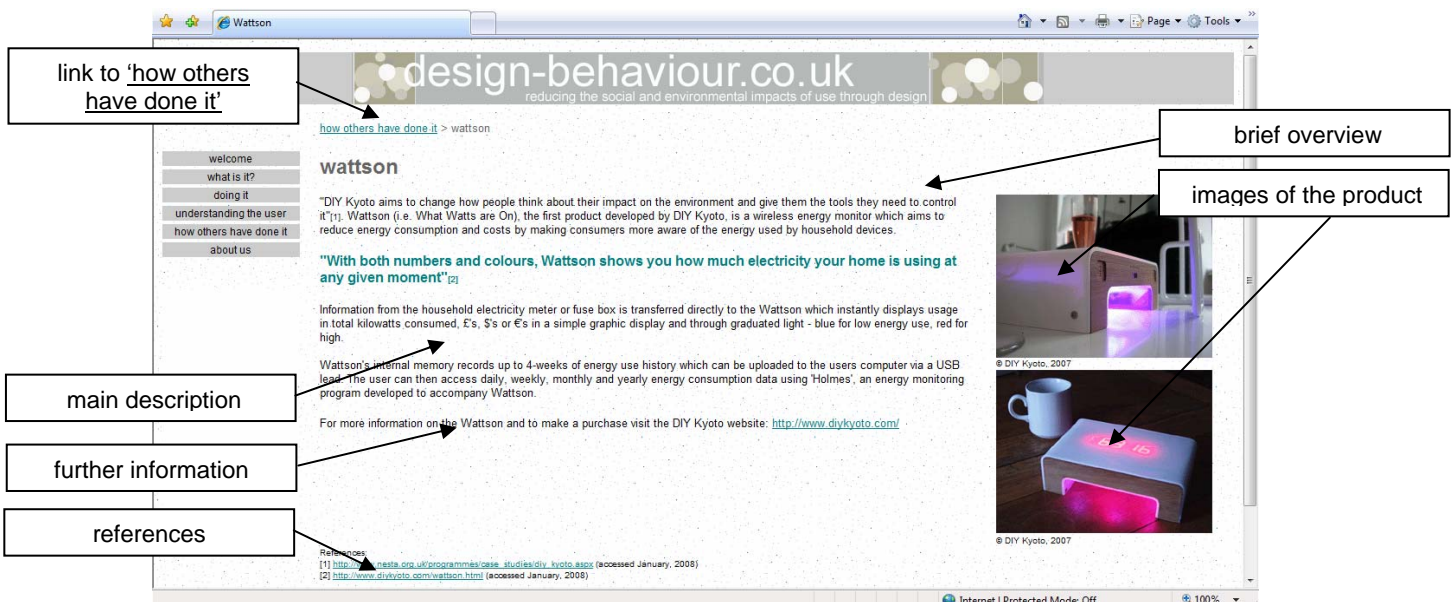 Wattson
Page
Tools
link to 'how others
have done it'
design-behaviour.co.uk
reducing the social and environmental impacts of use through design
how others have done it > wattson
brief overview
images of the product
welcome
what is it?
doing it
understanding the user
how others have done it
about us
wattson
"DIY Kyoto aims to change how people think about their impact on the environment and give them the tools they need to control
it"[1]. Wattson (i.e. What Watts are On), the first product developed by DIY Kyoto, is a wireless energy monitor which aims to
reduce energy consumption and costs by making consumers more aware of the energy used by household devices.
"With both numbers and colours, Wattson shows you how much electricity your home is using at
any given moment"[2]
Information from the household electricity meter or fuse box is transferred directly to the Wattson which instantly displays usage
in total kilowatts consumed, £'s, $'s or €'s in a simple graphic display and through graduated light - blue for low energy use, red for
high.
Wattson's internal memory records up to 4-weeks of energy use history which can be uploaded to the users computer via a USB
lead. The user can then access daily, weekly, monthly and yearly energy consumption data using 'Holmes', an energy monitoring
program developed to accompany Wattson.
For more information on the Wattson and to make a purchase visit the DIY Kyoto website: http://www.diykyoto.com/
© DIY Kyoto, 2007
© DIY Kyoto, 2007
main description
further information
references
References:
[1] http://www.nesta.org.uk/programmes/case_studies/diy_kyoto.aspx (accessed January, 2008)
[2] http://www.diykyoto.com/wattson.html (accessed January, 2008)
Internet | Protected Mode: Off
100%